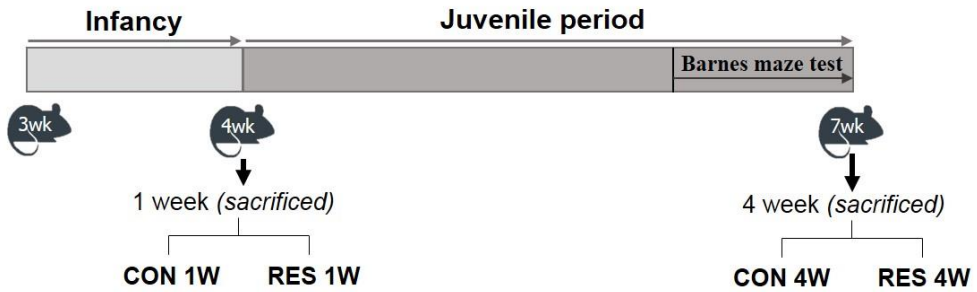 Infancy
Juvenile period
Barnes maze test
3wk
4wk
7wk
1 week (sacrificed)
4 week (sacrificed)
CON 1W
RES 1W
CON 4W
RES 4W